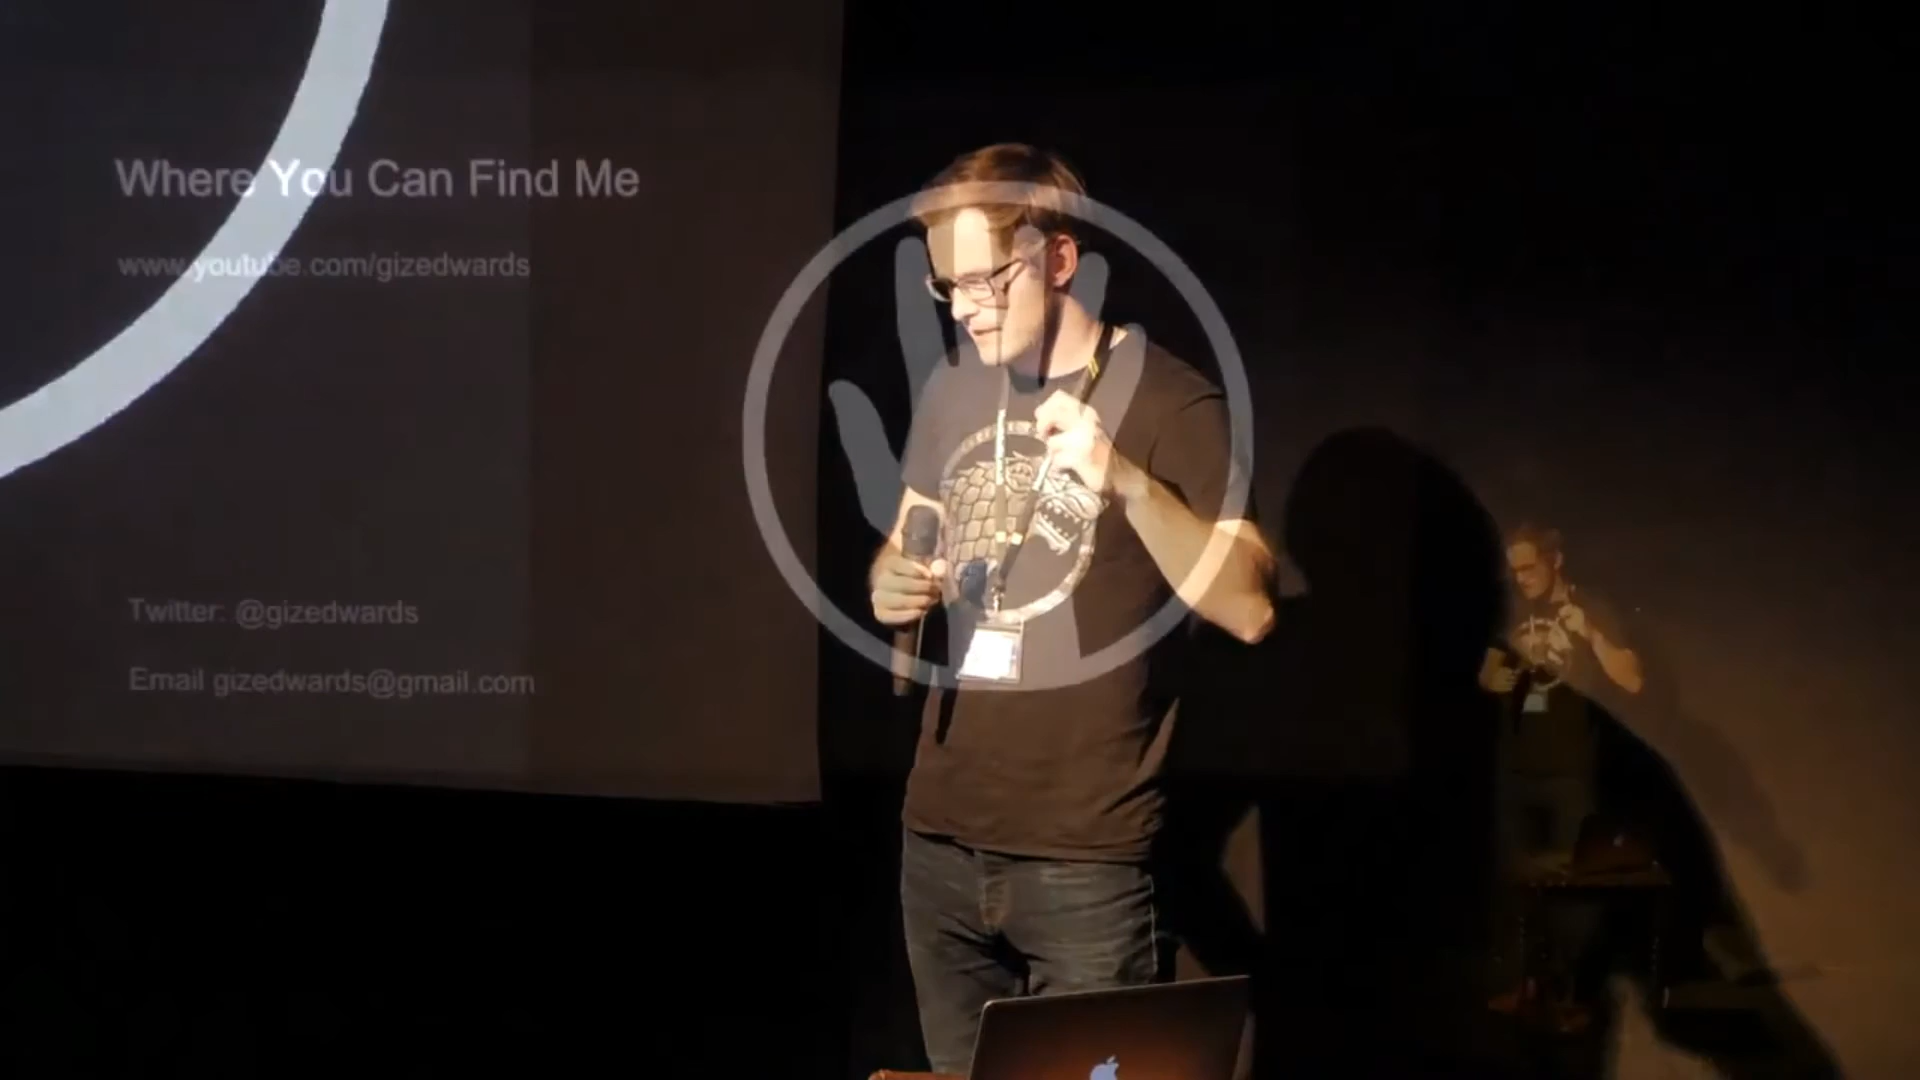 Where You Can Find Me
www.youtube.com/gizedwards
Twitter: @gizedwards
Email gizedwards@gmail.com